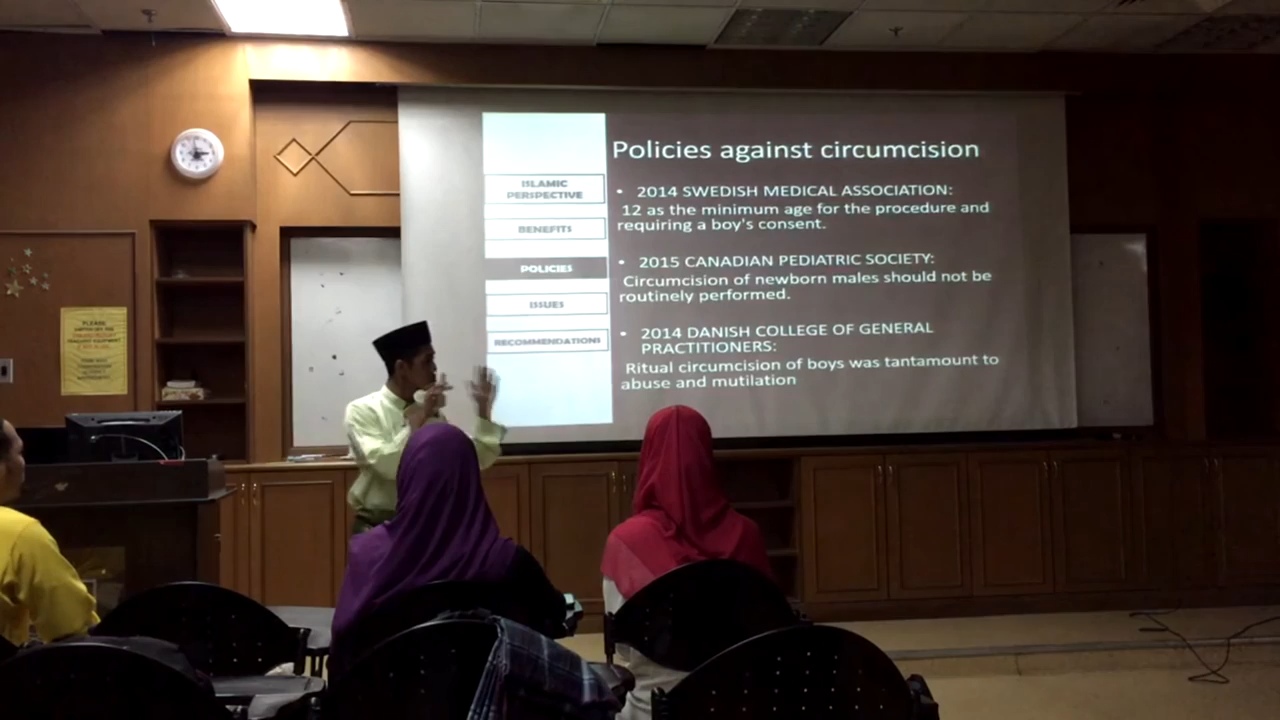 Policies against circumcision
ISLAMIC
PERSPECTIVE
BENEFITS
POLICIES
ISSUES
RECOMMENDATIONS
• 2014 SWEDISH MEDICAL ASSOCIATION:
12 as the minimum age for the procedure and
requiring a boy's consent.
• 2015 CANADIAN PEDIATRIC SOCIETY:
Circumcision of newborn males should not be
routinely performed.
• 2014 DANISH COLLEGE OF GENERAL
PRACTITIONERS:
Ritual circumcision of boys was tantamount to
abuse and mutilation
PLEASE